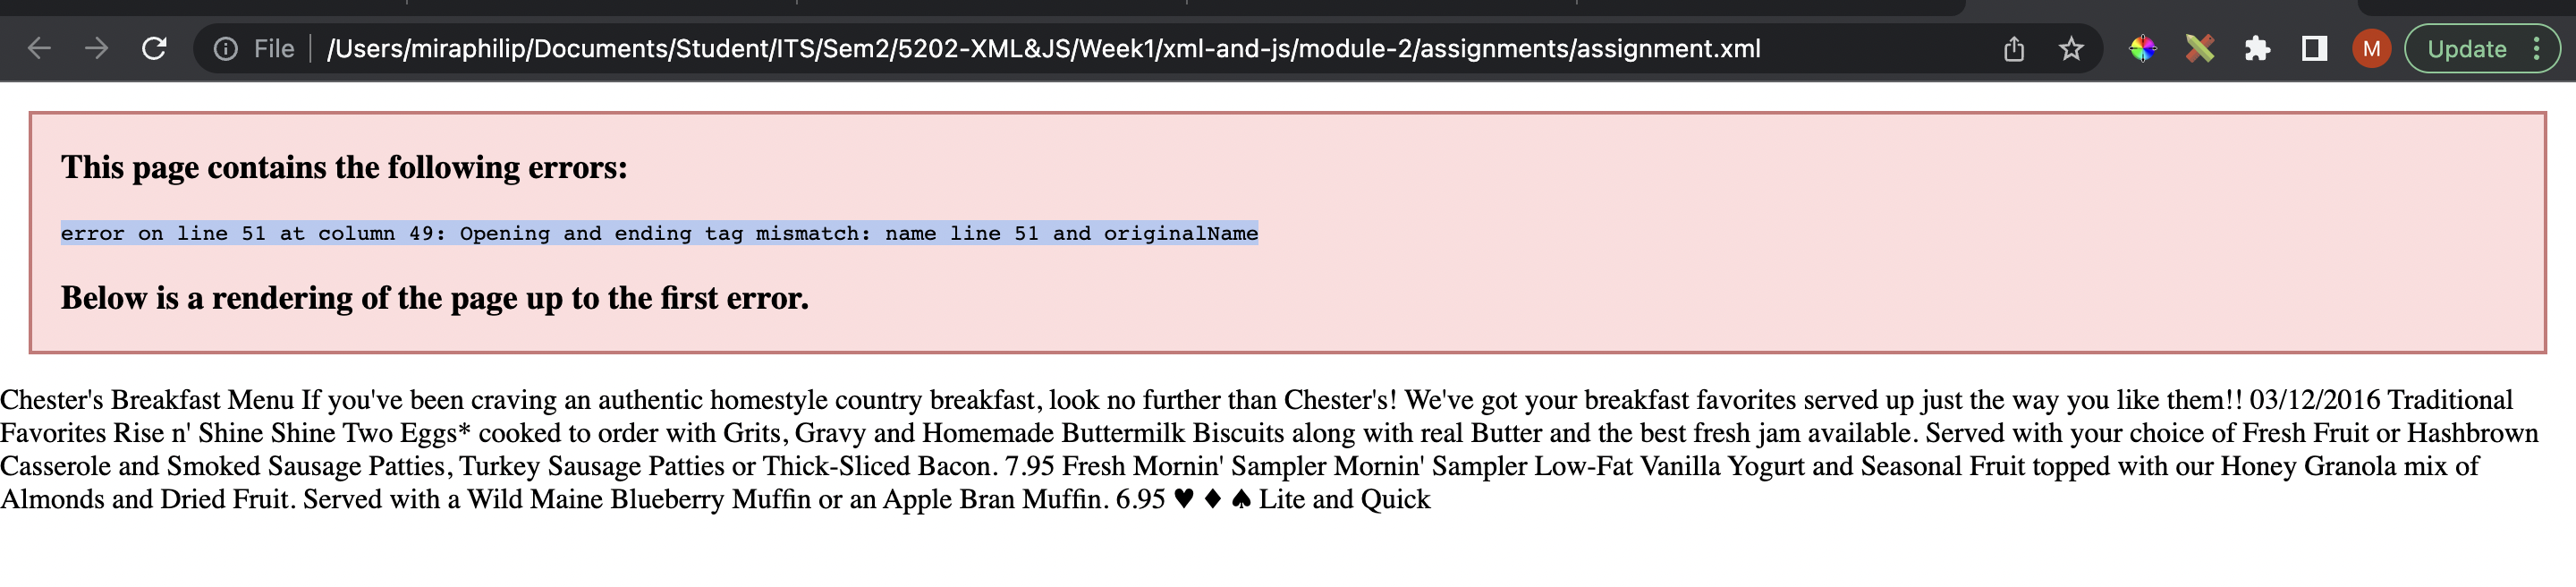 File | /Users/miraphilip/Documents/Student/ITS/Sem2/5202-XML&JS/Week1/xml-and-js/module-2/assignments/assignment.xml M Update
This page contains the following errors:
error on line 51 at column 49: Opening and ending tag mismatch: name line 51 and originalName
Below is a rendering of the page up to the first error.
Chester's Breakfast Menu If you've been craving an authentic homestyle country breakfast, look no further than Chester's! We've got your breakfast favorites served up just the way you like them!! 03/12/2016 Traditional
Favorites Rise n' Shine Shine Two Eggs* cooked to order with Grits, Gravy and Homemade Buttermilk Biscuits along with real Butter and the best fresh jam available. Served with your choice of Fresh Fruit or Hashbrown
Casserole and Smoked Sausage Patties, Turkey Sausage Patties or Thick-Sliced Bacon. 7.95 Fresh Mornin' Sampler Mornin' Sampler Low-Fat Vanilla Yogurt and Seasonal Fruit topped with our Honey Granola mix of
Almonds and Dried Fruit. Served with a Wild Maine Blueberry Muffin or an Apple Bran Muffin. 6.95 ♥ ♦ ♠ Lite and Quick